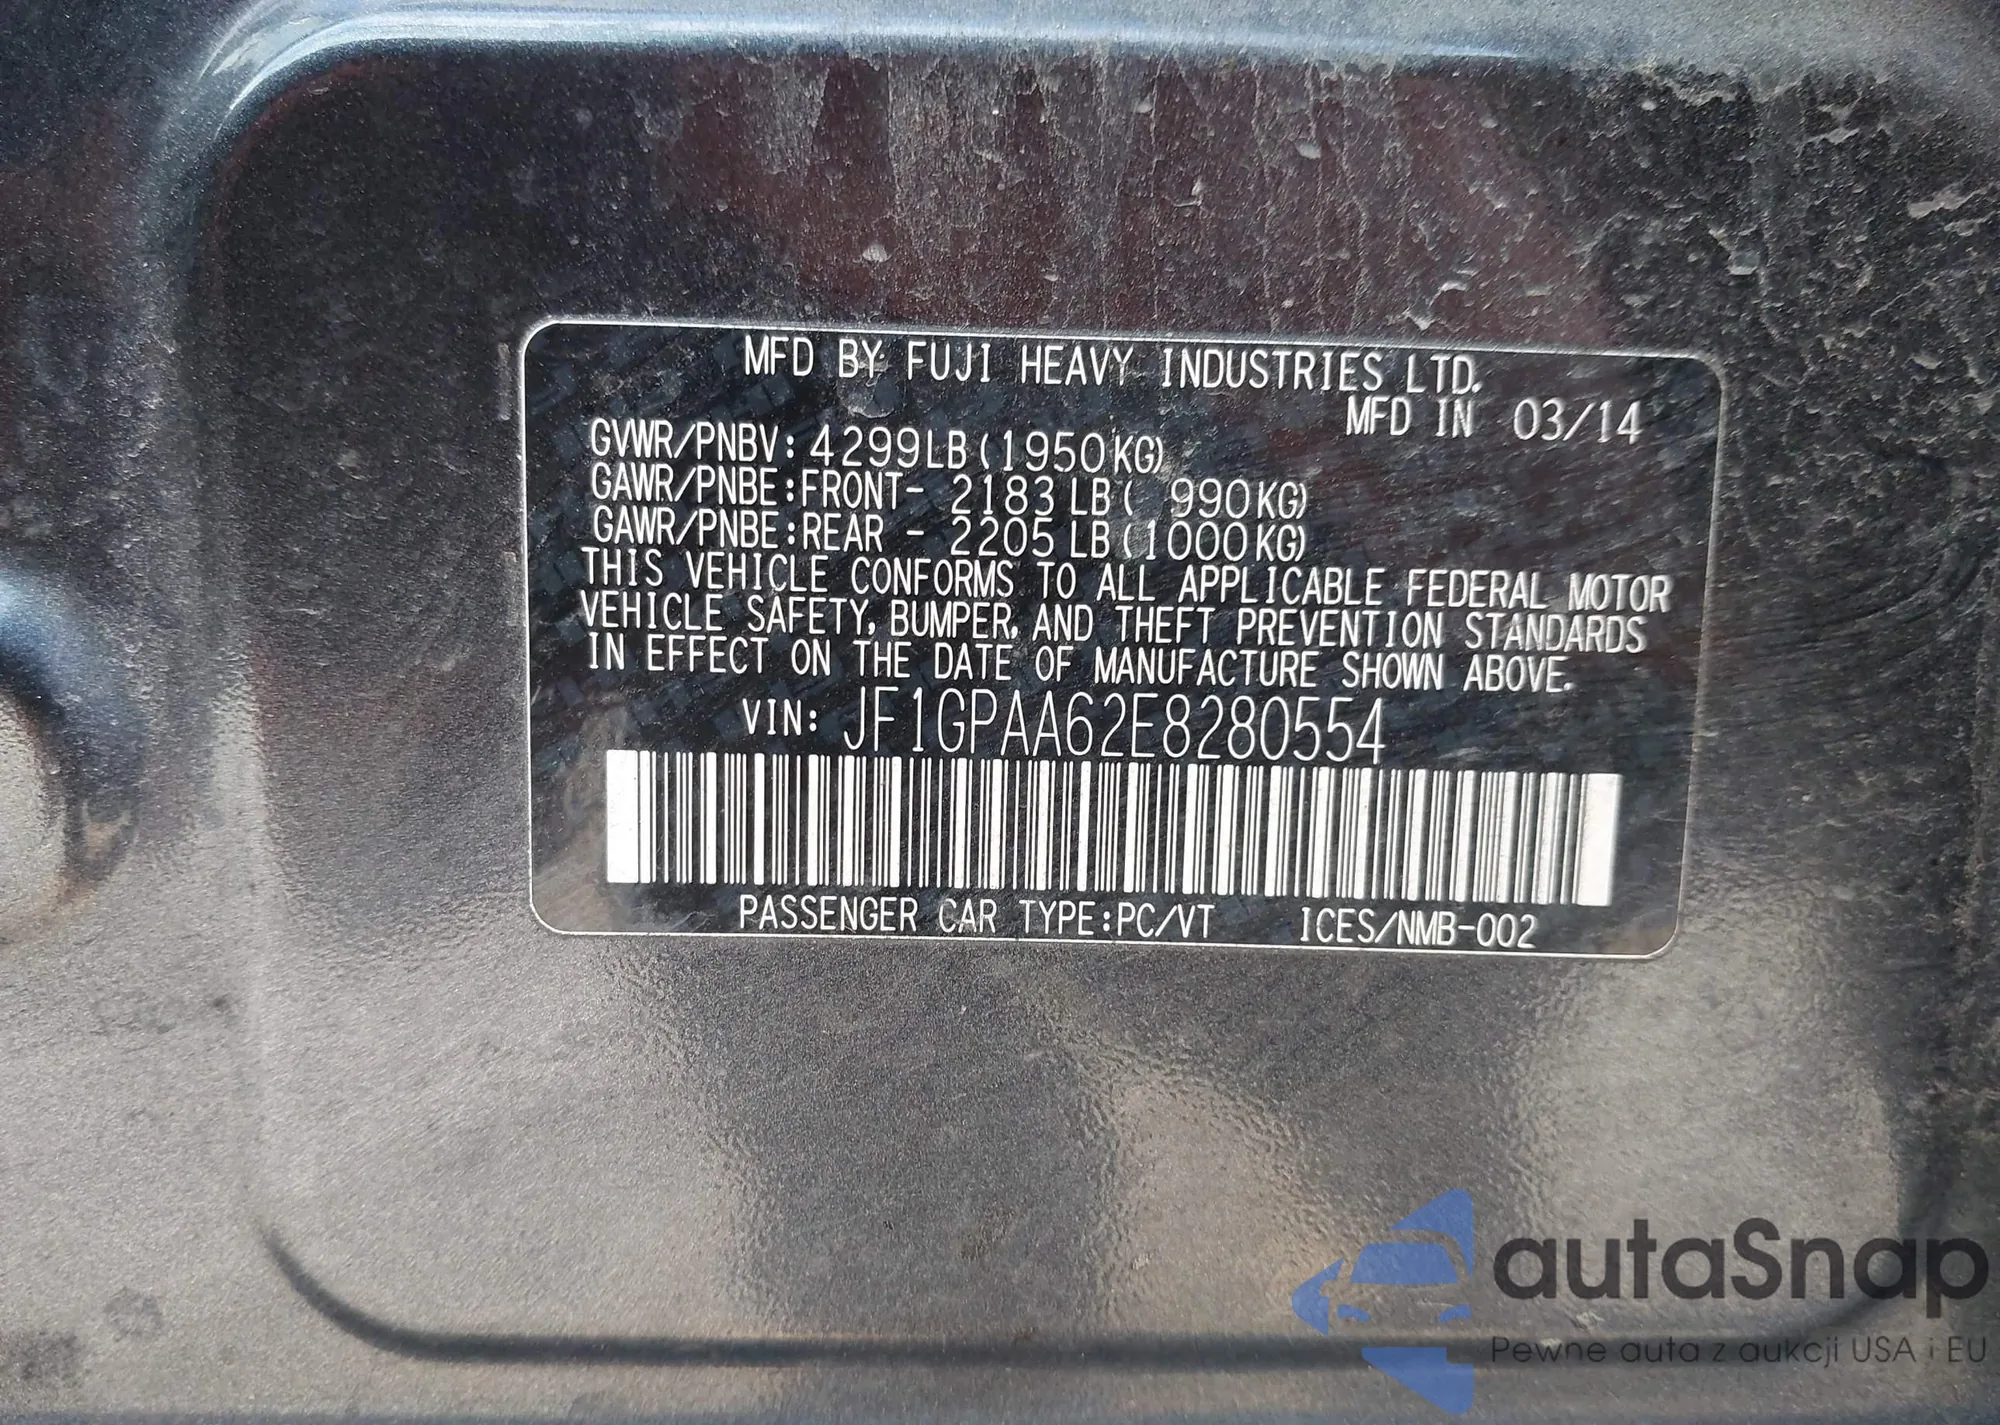 MFD BY FUJI HEAVY INDUSTRIES LTD.
MFD IN 03/14
GVWR/PNBV: 4299LB (1950KG)
GAWR/PNBE:FRONT- 2183 LB ( 990KG)
GAWR/PNBE:REAR - 2205 LB (1000KG)
THIS VEHICLE CONFORMS TO ALL APPLICABLE FEDERAL MOTOR
VEHICLE SAFETY, BUMPER, AND THEFT PREVENTION STANDARDS
IN EFFECT ON THE DATE OF MANUFACTURE SHOWN ABOVE.
VIN: JF1GPAA62E8280554
PASSENGER CAR TYPE:PC/VT ICES/NMB-002
autaSnap
Pewne auta z aukcji USA i EU